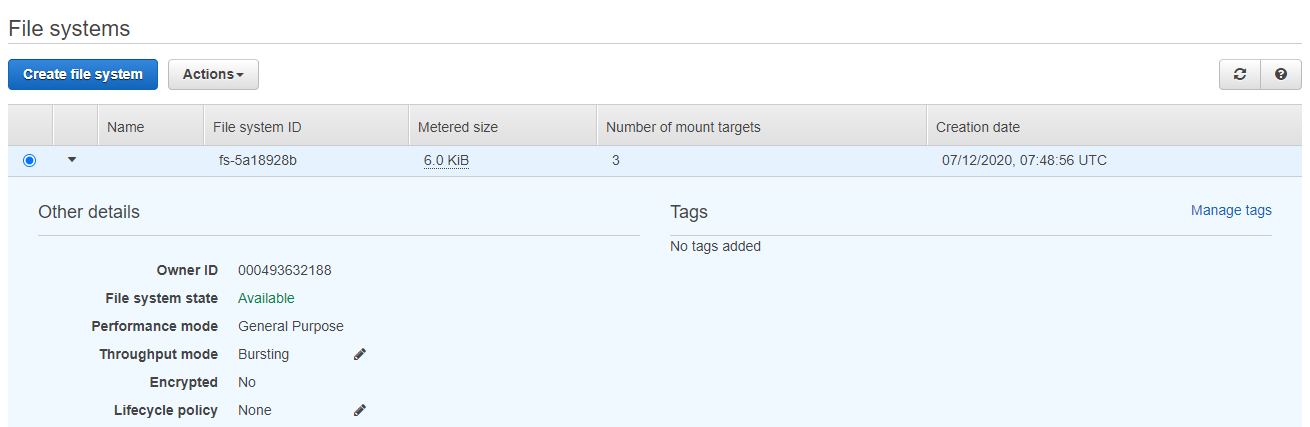 File systems
Create file system Actions
Name File system ID Metered size Number of mount targets Creation date
fs-5a18928b 6.0 KiB 3 07/12/2020, 07:48:56 UTC
Other details
Tags Manage tags
No tags added
Owner ID 000493632188
File system state Available
Performance mode General Purpose
Throughput mode Bursting
Encrypted No
Lifecycle policy None